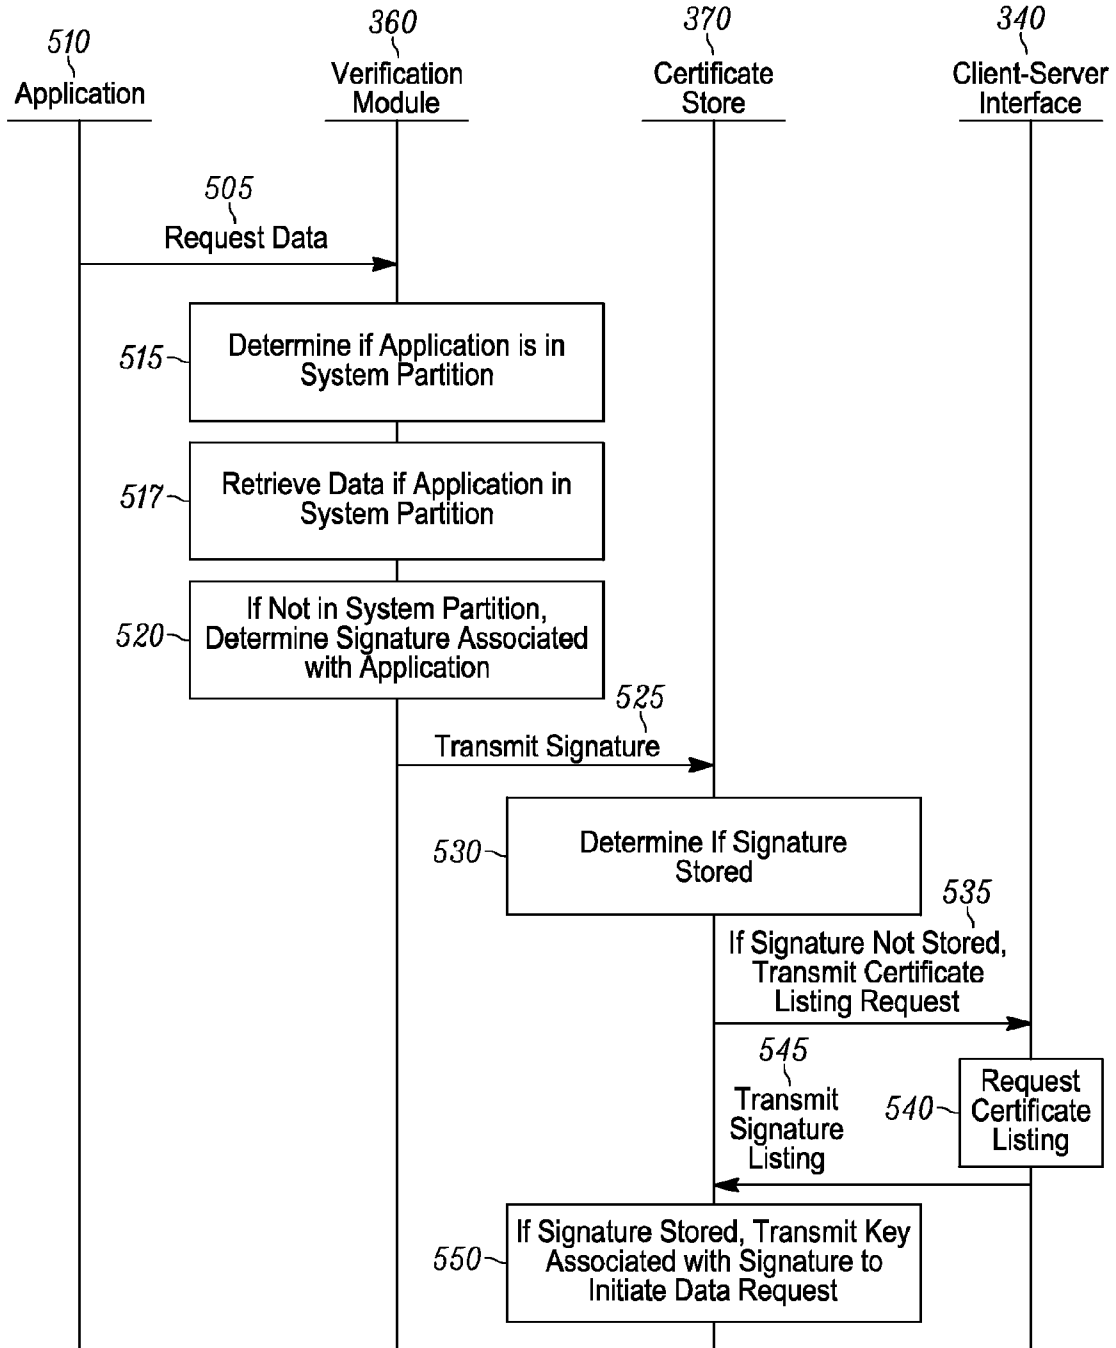 510
Application
360
Verification
Module
370
Certificate
Store
340
Client-Server
Interface
505
Request Data
515
Determine if Application is in
System Partition
517
Retrieve Data if Application in
System Partition
520
If Not in System Partition,
Determine Signature Associated
with Application
525
Transmit Signature
530
Determine If Signature
Stored
535
If Signature Not Stored,
Transmit Certificate
Listing Request
540
Request
Certificate
Listing
545
Transmit
Signature
Listing
550
If Signature Stored, Transmit Key
Associated with Signature to
Initiate Data Request